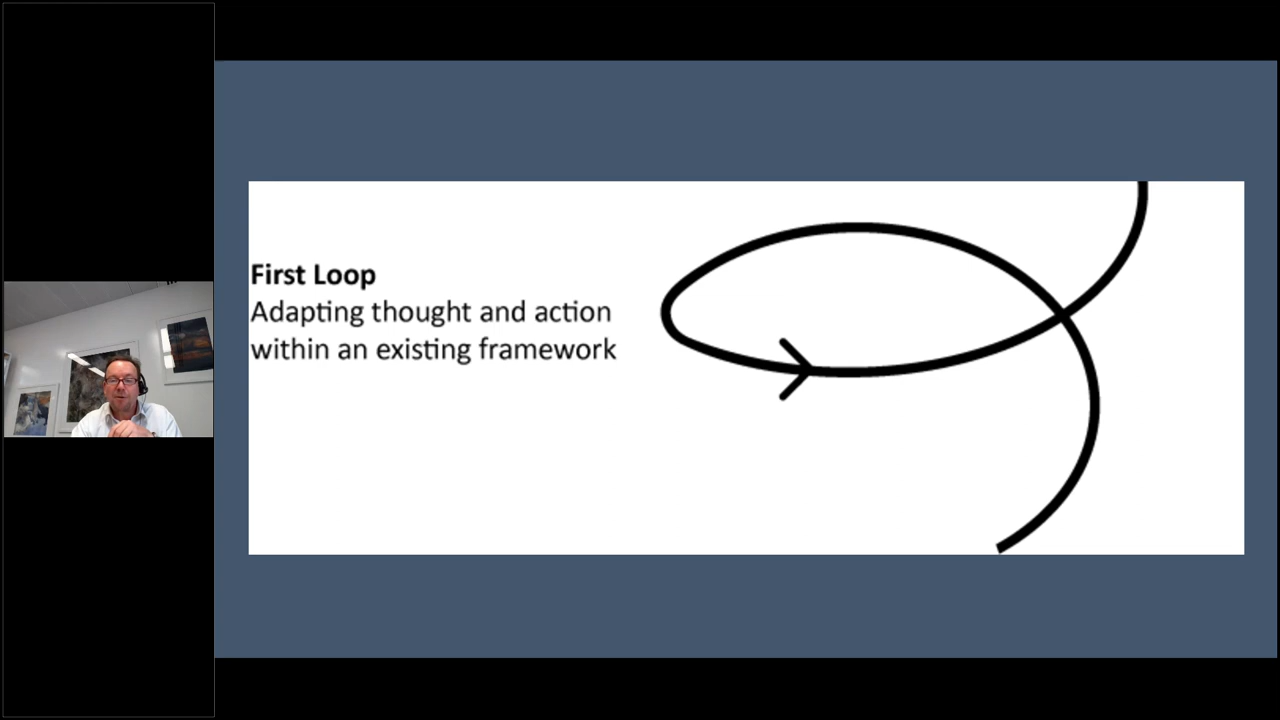 First Loop
Adapting thought and action
within an existing framework